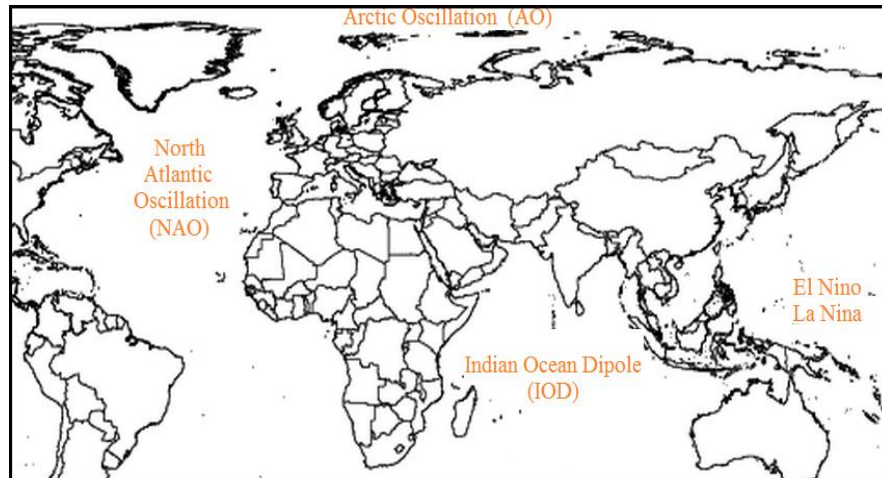 Arctic Oscillation (AO)
North
Atlantic
Oscillation
(NAO)
El Nino
La Nina
Indian Ocean Dipole
(IOD)